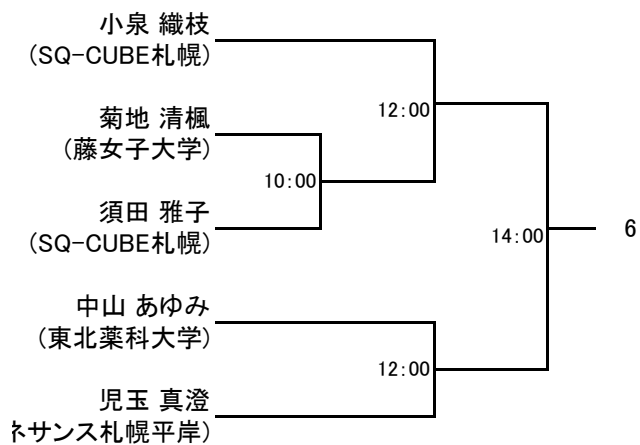 小泉 織枝
(SQ-CUBE札幌)
12:00
菊地 清楓
(藤女子大学)
10:00
須田 雅子
(SQ-CUBE札幌)
14:00
6
中山 あゆみ
(東北薬科大学)
12:00
児玉 真澄
ネサンス札幌平岸)